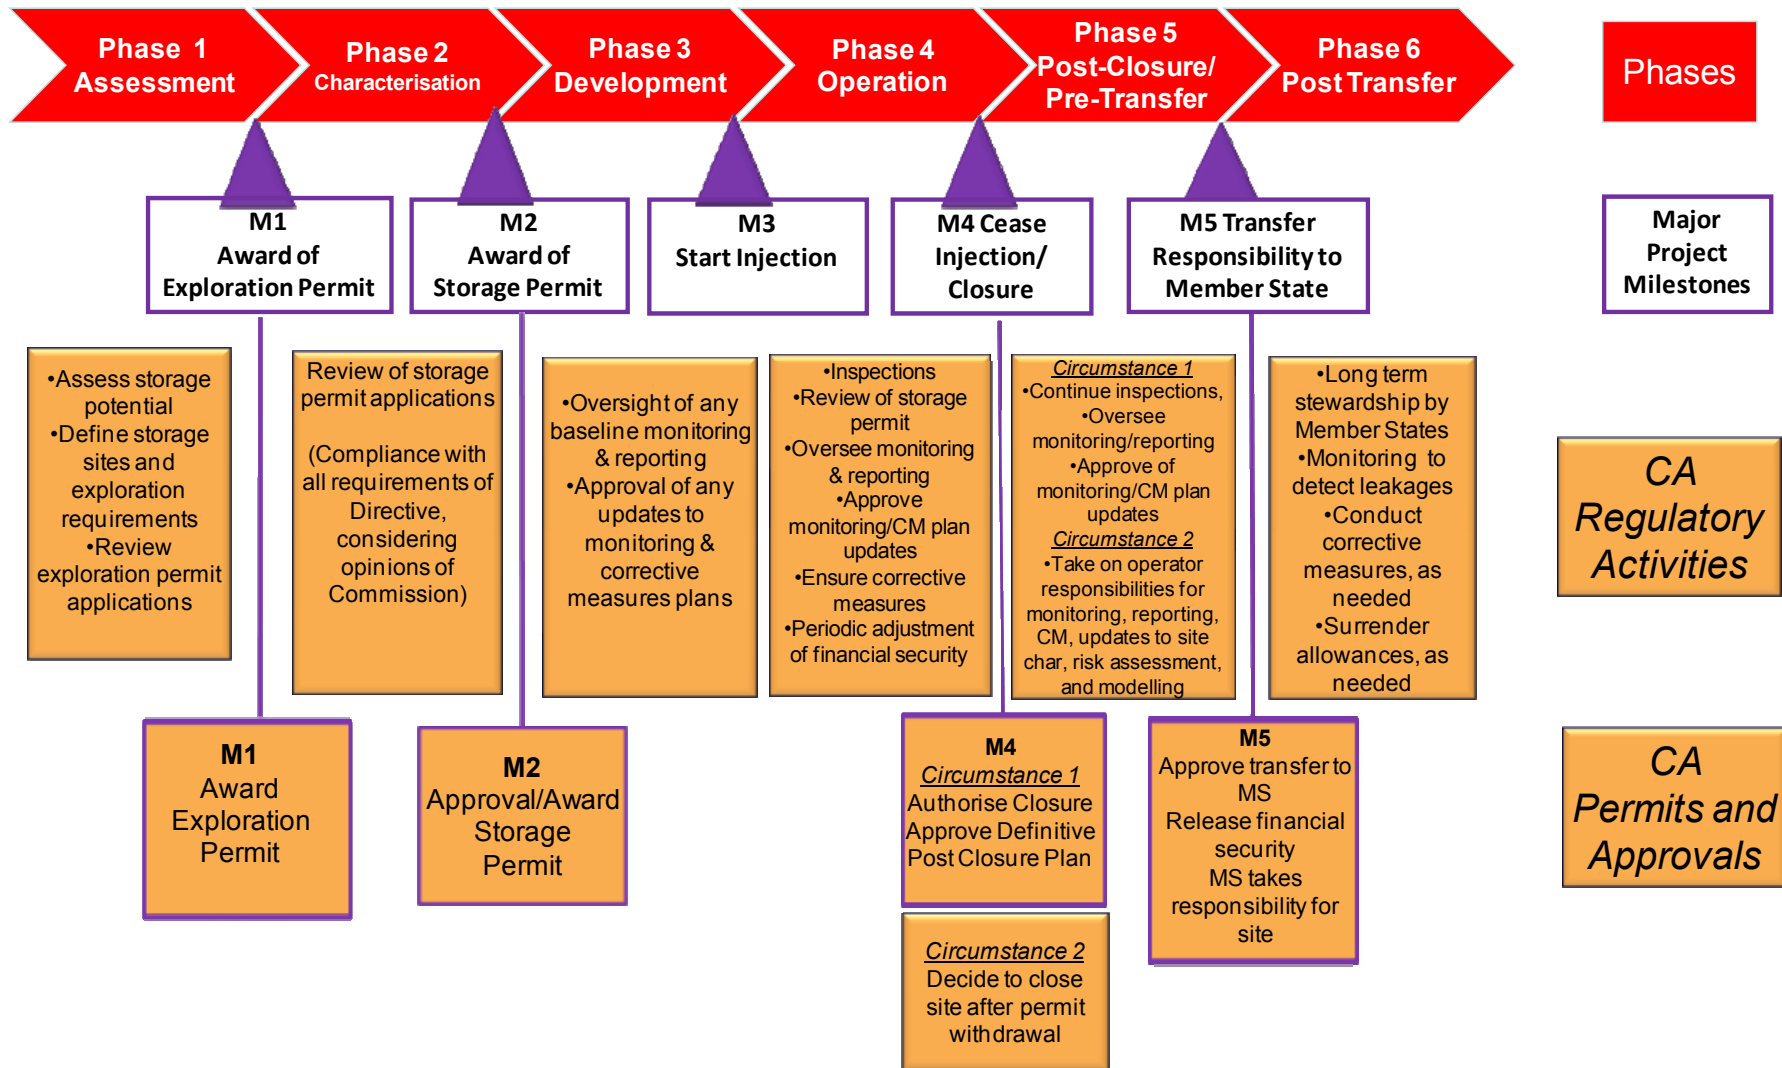 Phase 1
Assessment
Phase 2
Characterisation
Phase 3
Development
Phase 4
Operation
Phase 5
Post-Closure/
Pre-Transfer
Phase 6
Post Transfer
Phases
M1
Award of
Exploration Permit
M2
Award of
Storage Permit
M3
Start Injection
M4 Cease
Injection/
Closure
M5 Transfer
Responsibility to
Member State
Major
Project
Milestones
•Assess storage
potential
•Define storage
sites and
exploration
requirements
•Review
exploration permit
applications
Review of storage
permit applications
(Compliance with
all requirements of
Directive,
considering
opinions of
Commission)
•Oversight of any
baseline monitoring
& reporting
•Approval of any
updates to
monitoring &
corrective
measures plans
•Inspections
•Review of storage
permit
•Oversee monitoring
& reporting
•Approve
monitoring/CM plan
updates
•Ensure corrective
measures
•Periodic adjustment
of financial security
Circumstance 1
•Continue inspections,
•Oversee
monitoring/reporting
•Approve of
monitoring/CM plan
updates
Circumstance 2
•Take on operator
responsibilities for
monitoring, reporting,
CM, updates to site
char, risk assessment,
and modelling
•Long term
stewardship by
Member States
•Monitoring to
detect leakages
•Conduct
corrective
measures, as
needed
•Surrender
allowances, as
needed
CA
Regulatory
Activities
M1
Award
Exploration
Permit
M2
Approval/Award
Storage
Permit
M4
Circumstance 1
Authorise Closure
Approve Definitive
Post Closure Plan
Circumstance 2
Decide to close
site after permit
withdrawal
M5
Approve transfer to
MS
Release financial
security
MS takes
responsibility for
site
CA
Permits and
Approvals